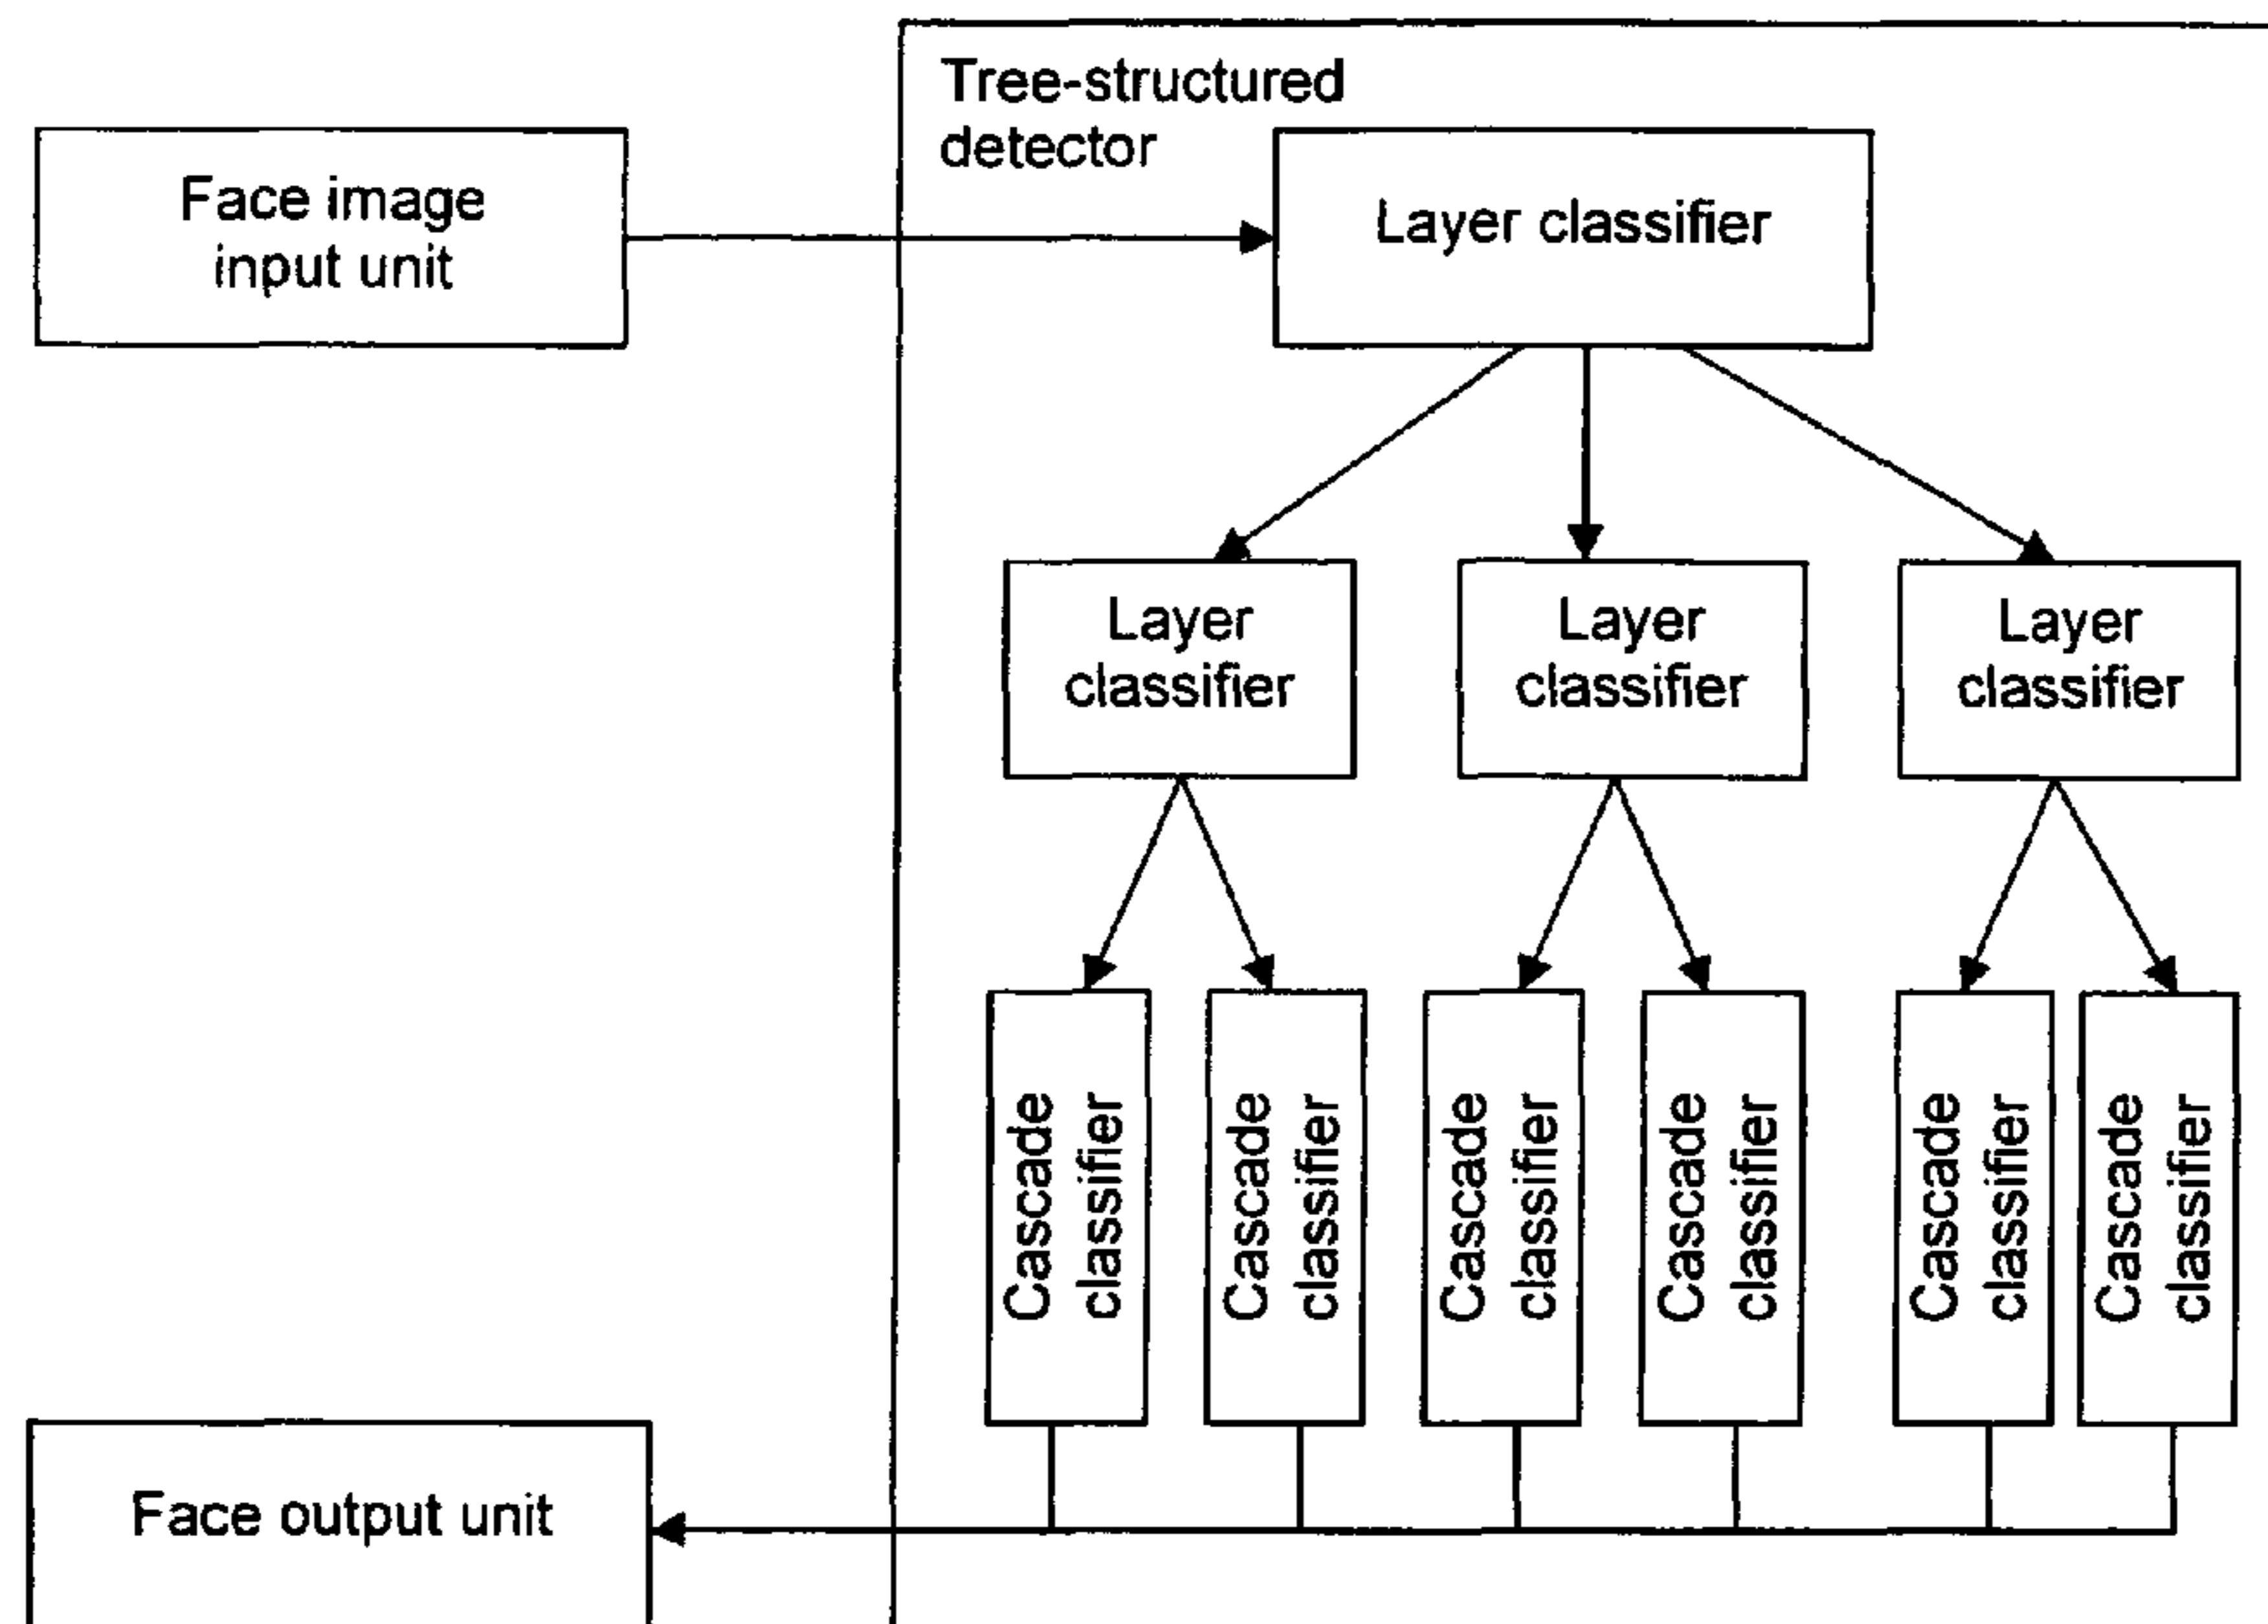 Tree-structured
detector
Face image
input unit
Layer classifier
Layer
classifier
Layer
classifier
Layer
classifier
Cascade
classifier
Cascade
classifier
Cascade
classifier
Cascade
classifier
Cascade
classifier
Cascade
classifier
Face output unit